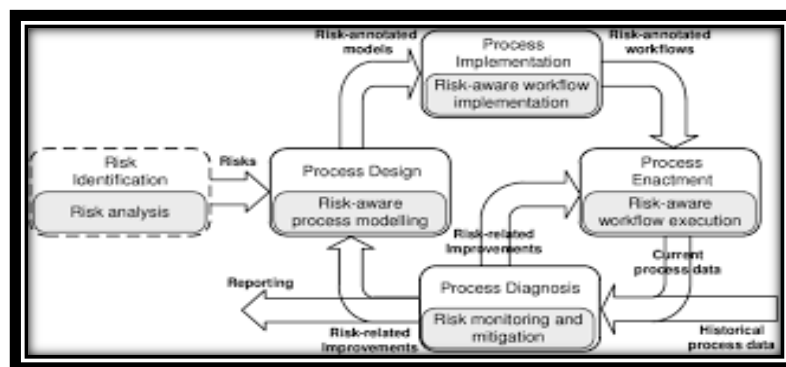 Risk-annotated
models
Process
Implementation
Risk-aware workflow
implementation
Risk-annotated
workflows
Risk
Identification
Risk analysis
Risks
Process Design
Risk-aware
process modelling
Process
Enactment
Risk-aware
workflow execution
Risk-related
Improvements
Current
process data
Reporting
Process Diagnosis
Risk monitoring and
mitigation
Risk-related
Improvements
Historical
process data